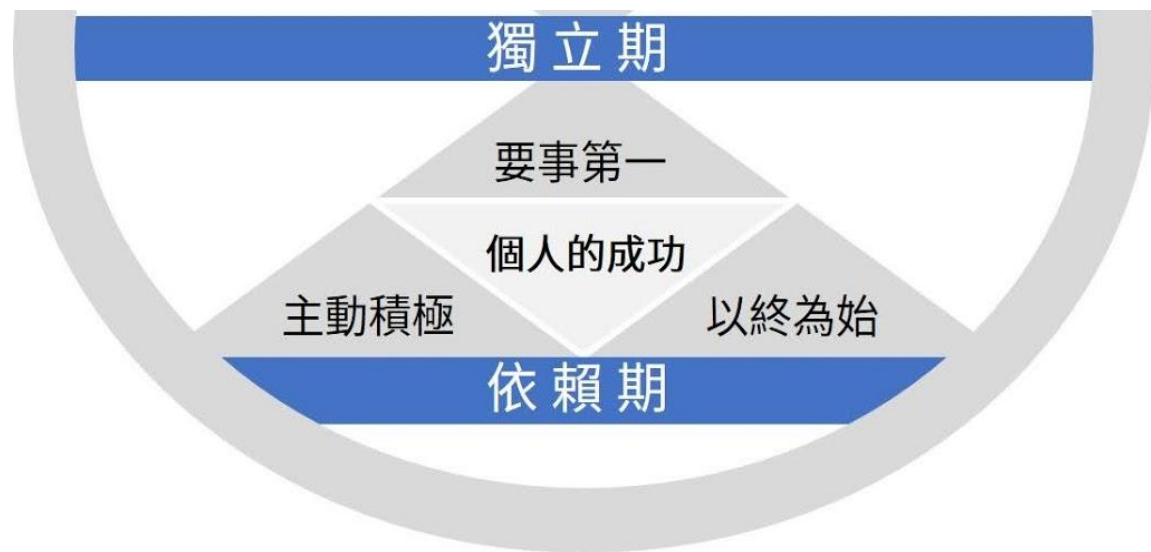 獨立期
要事第一
個人的成功
主動積極
以終為始
依賴期